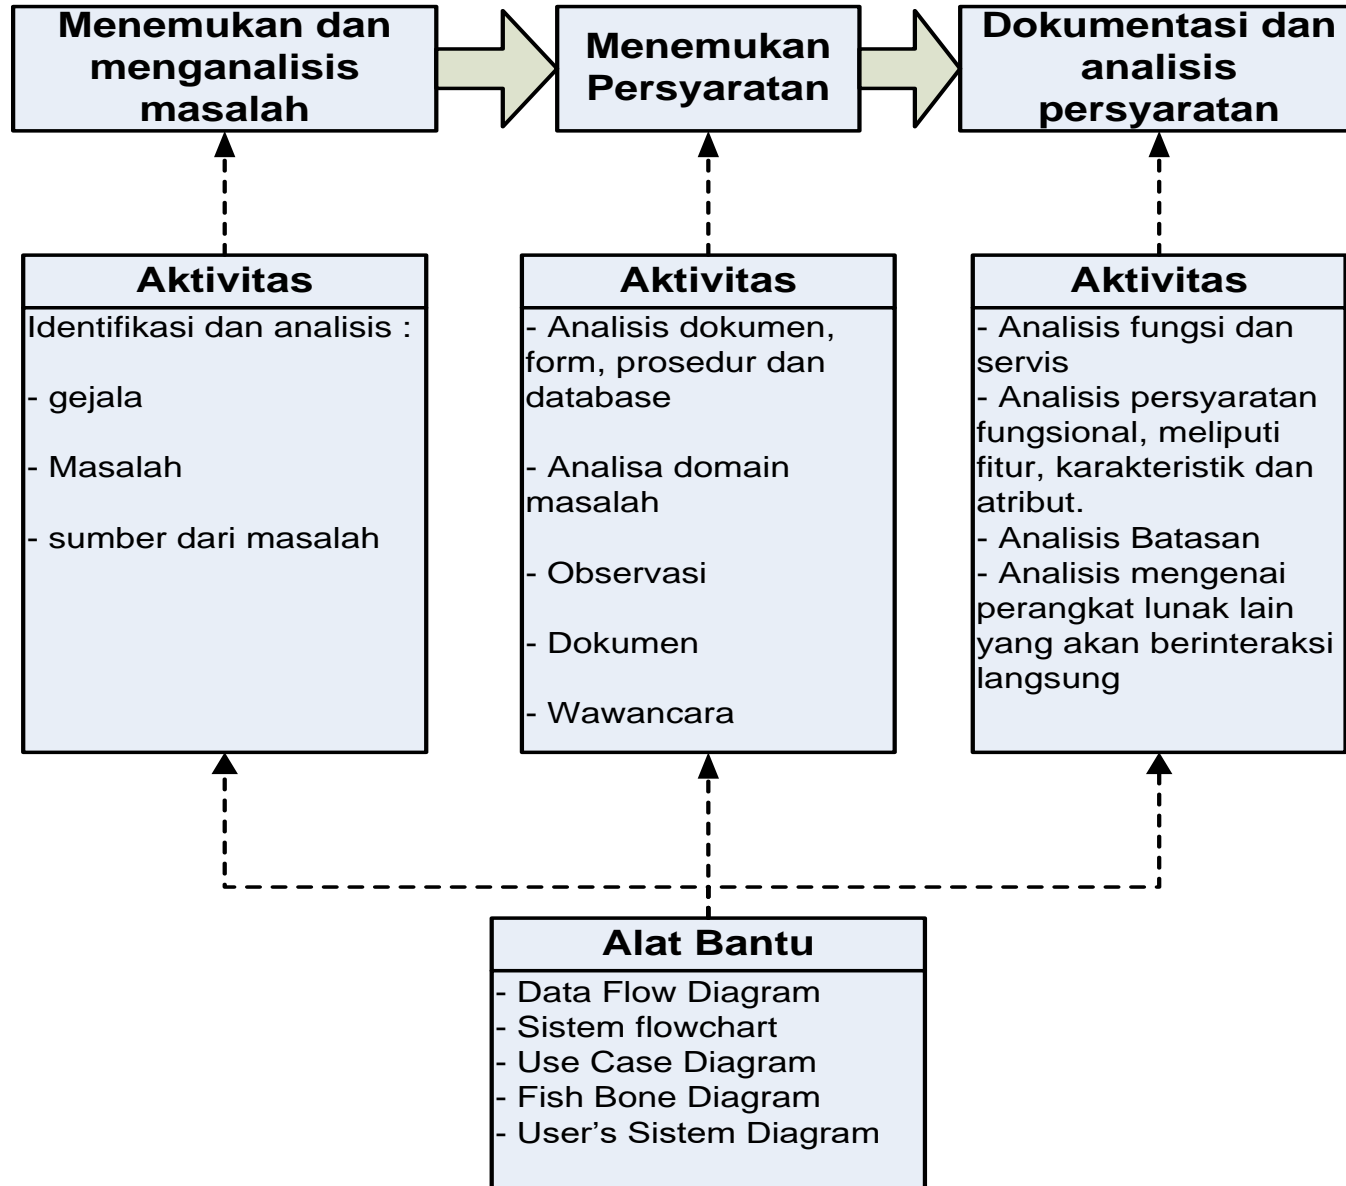 Menemukan dan
menganalisis
masalah
Menemukan
Persyaratan
Dokumentasi dan
analisis
persyaratan
Aktivitas
Identifikasi dan analisis :
- gejala
- Masalah
- sumber dari masalah
Aktivitas
- Analisis dokumen,
form, prosedur dan
database
- Analisa domain
masalah
- Observasi
- Dokumen
- Wawancara
Aktivitas
- Analisis fungsi dan
servis
- Analisis persyaratan
fungsional, meliputi
fitur, karakteristik dan
atribut.
- Analisis Batasan
- Analisis mengenai
perangkat lunak lain
yang akan berinteraksi
langsung
Alat Bantu
- Data Flow Diagram
- Sistem flowchart
- Use Case Diagram
- Fish Bone Diagram
- User's Sistem Diagram